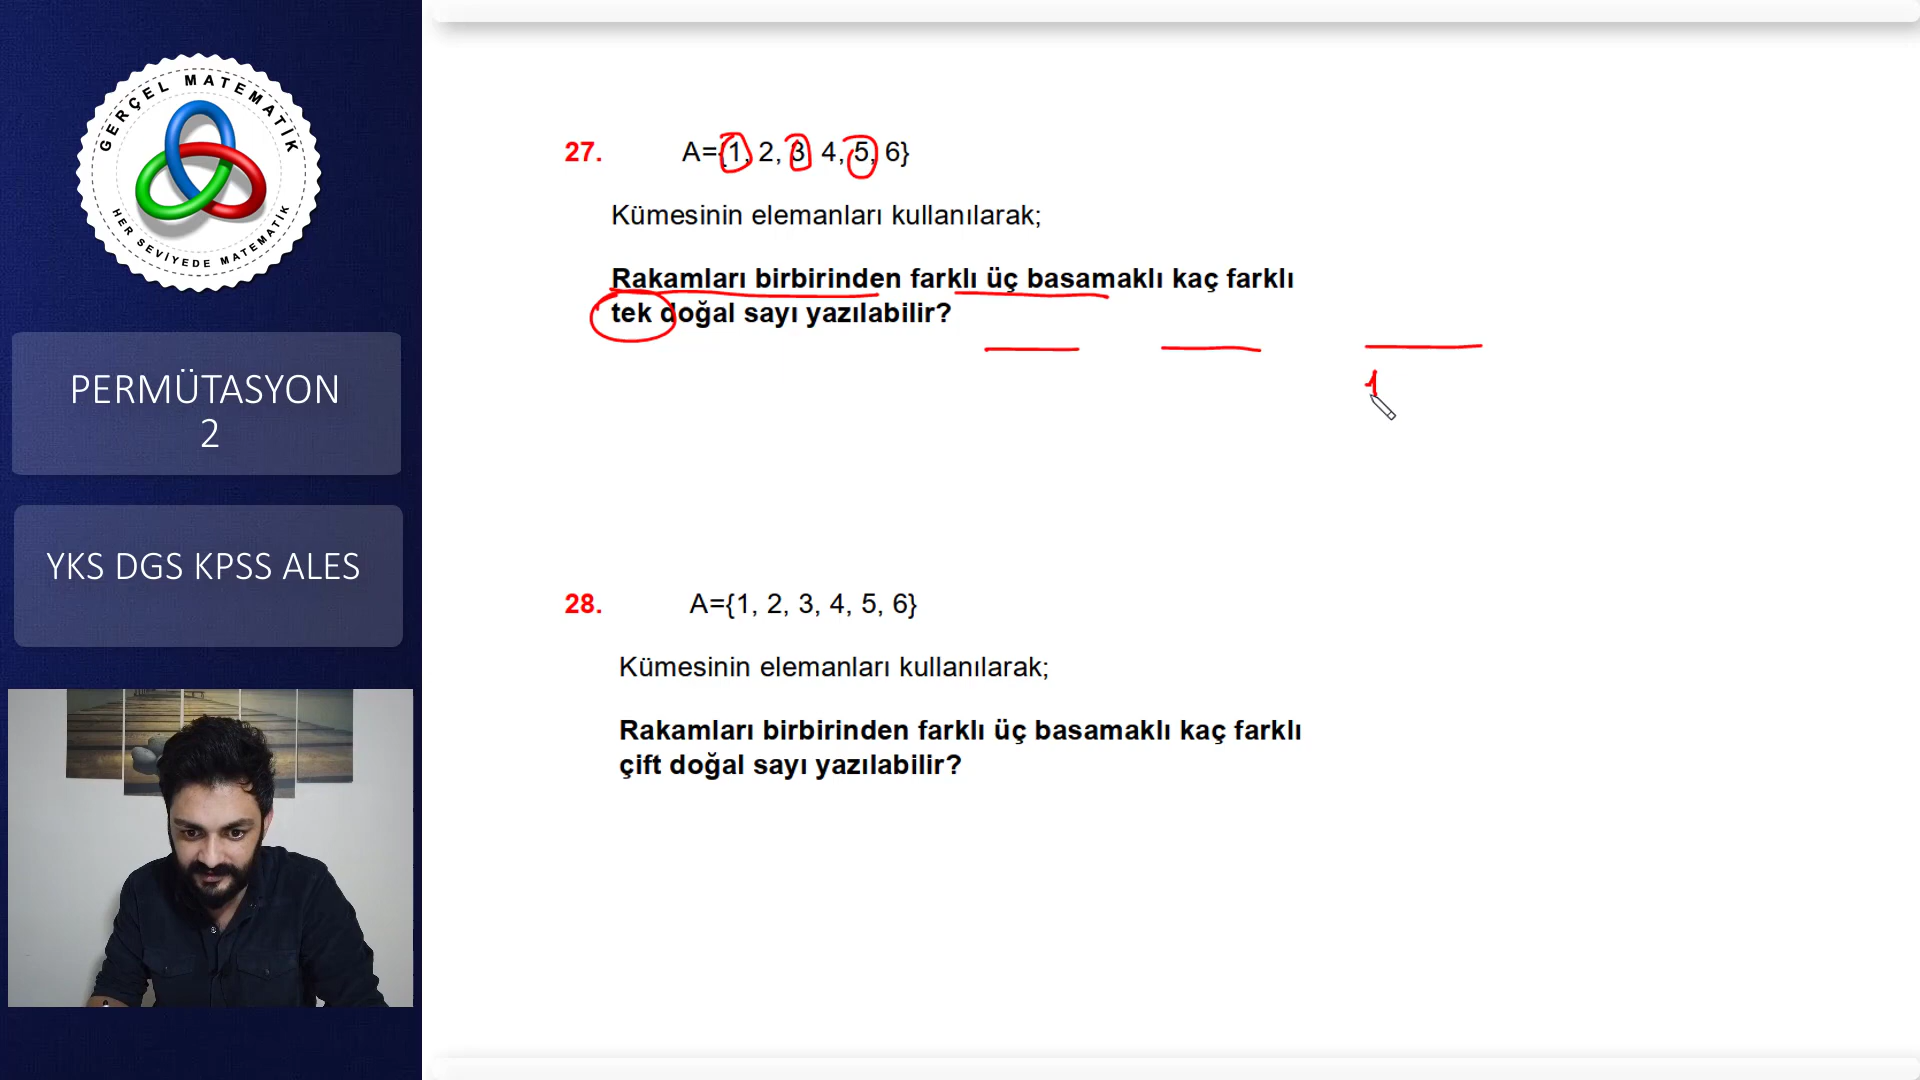 GERÇEL MATEMATİK
HER SEVİYEDE MATEMATİK
PERMÜTASYON
2
YKS DGS KPSS ALES
27. A={1, 2, 3, 4, 5, 6}
Kümesinin elemanları kullanılarak;
Rakamları birbirinden farklı üç basamaklı kaç farklı
tek doğal sayı yazılabilir?
1
28. A={1, 2, 3, 4, 5, 6}
Kümesinin elemanları kullanılarak;
Rakamları birbirinden farklı üç basamaklı kaç farklı
çift doğal sayı yazılabilir?